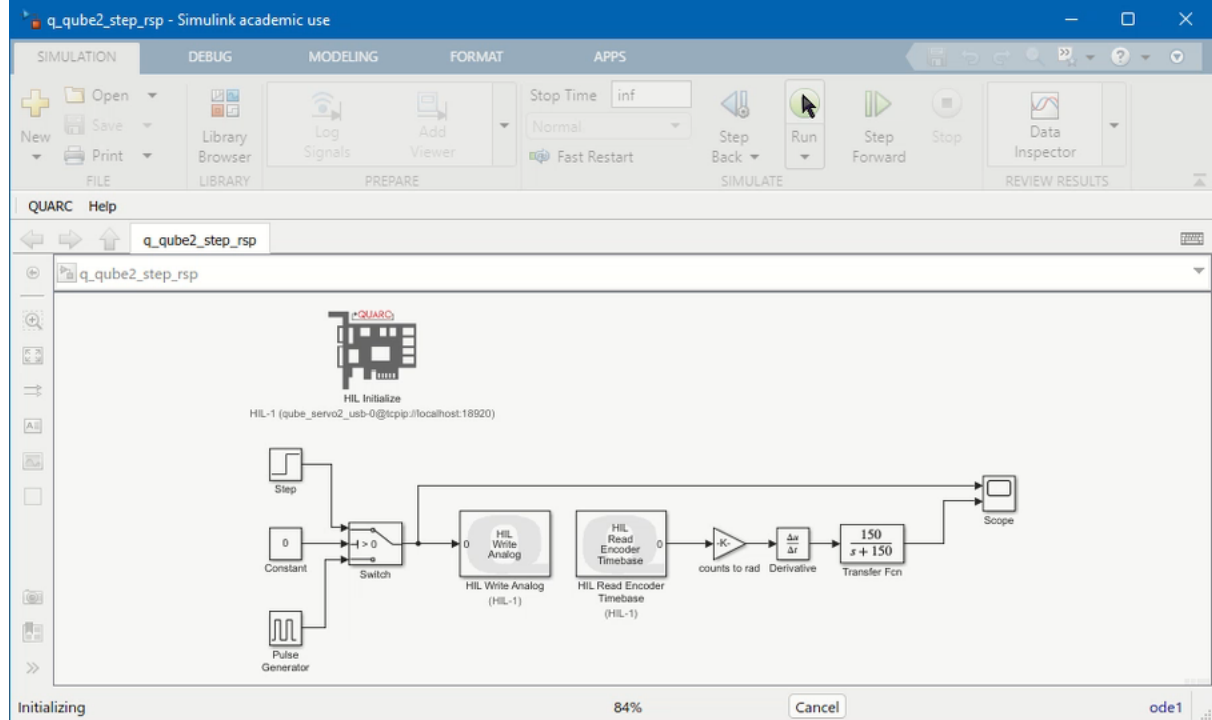 q_qube2_step_rsp - Simulink academic use
SIMULATION DEBUG MODELING FORMAT APPS
New
Open
Save
Print
FILE
Library
Browser
LIBRARY
Log
Signals
Add
Viewer
PREPARE
Stop Time inf
Normal
Fast Restart
Step
Back
Run
Step
Forward
Stop
SIMULATE
Data
Inspector
REVIEW RESULTS
QUARC Help
q_qube2_step_rsp
q_qube2_step_rsp
QUARC
HIL Initialize
HIL-1 (qube_servo2_usb-0@tcpip://localhost:18920)
Step
0
Constant
> 0
Switch
Pulse
Generator
0
HIL
Write
Analog
HIL Write Analog
(HIL-1)
HIL
Read
Encoder
Timebase
0
HIL Read Encoder
Timebase
(HIL-1)
-K-
counts to rad
Δu
Δt
Derivative
150
s + 150
Transfer Fcn
Scope
Initializing 84% Cancel ode1